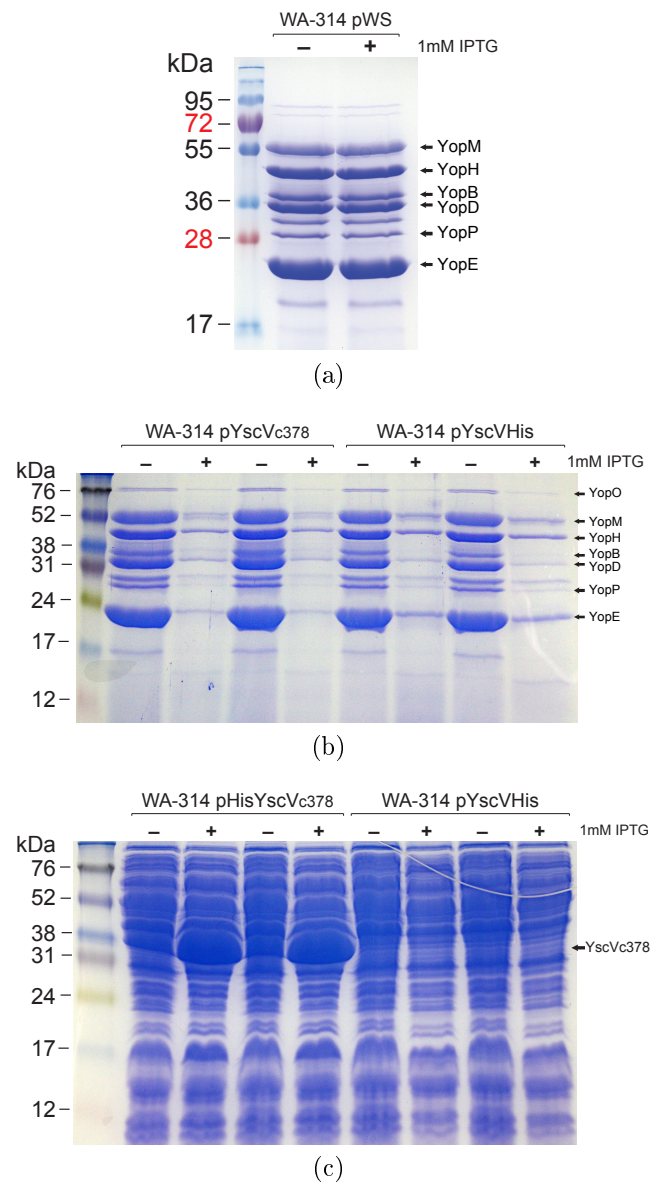 WA-314 pWS
– + 1mM IPTG
kDa
95
72
55
36
28
17
YopM
YopH
YopB
YopD
YopP
YopE
(a)
WA-314 pYscVc378 WA-314 pYscVHis
– + – + – + – + 1mM IPTG
kDa
76
52
38
31
24
17
12
YopO
YopM
YopH
YopB
YopD
YopP
YopE
(b)
WA-314 pHisYscVc378 WA-314 pYscVHis
– + – + – + – + 1mM IPTG
kDa
76
52
38
31
24
17
12
YscVc378
(c)